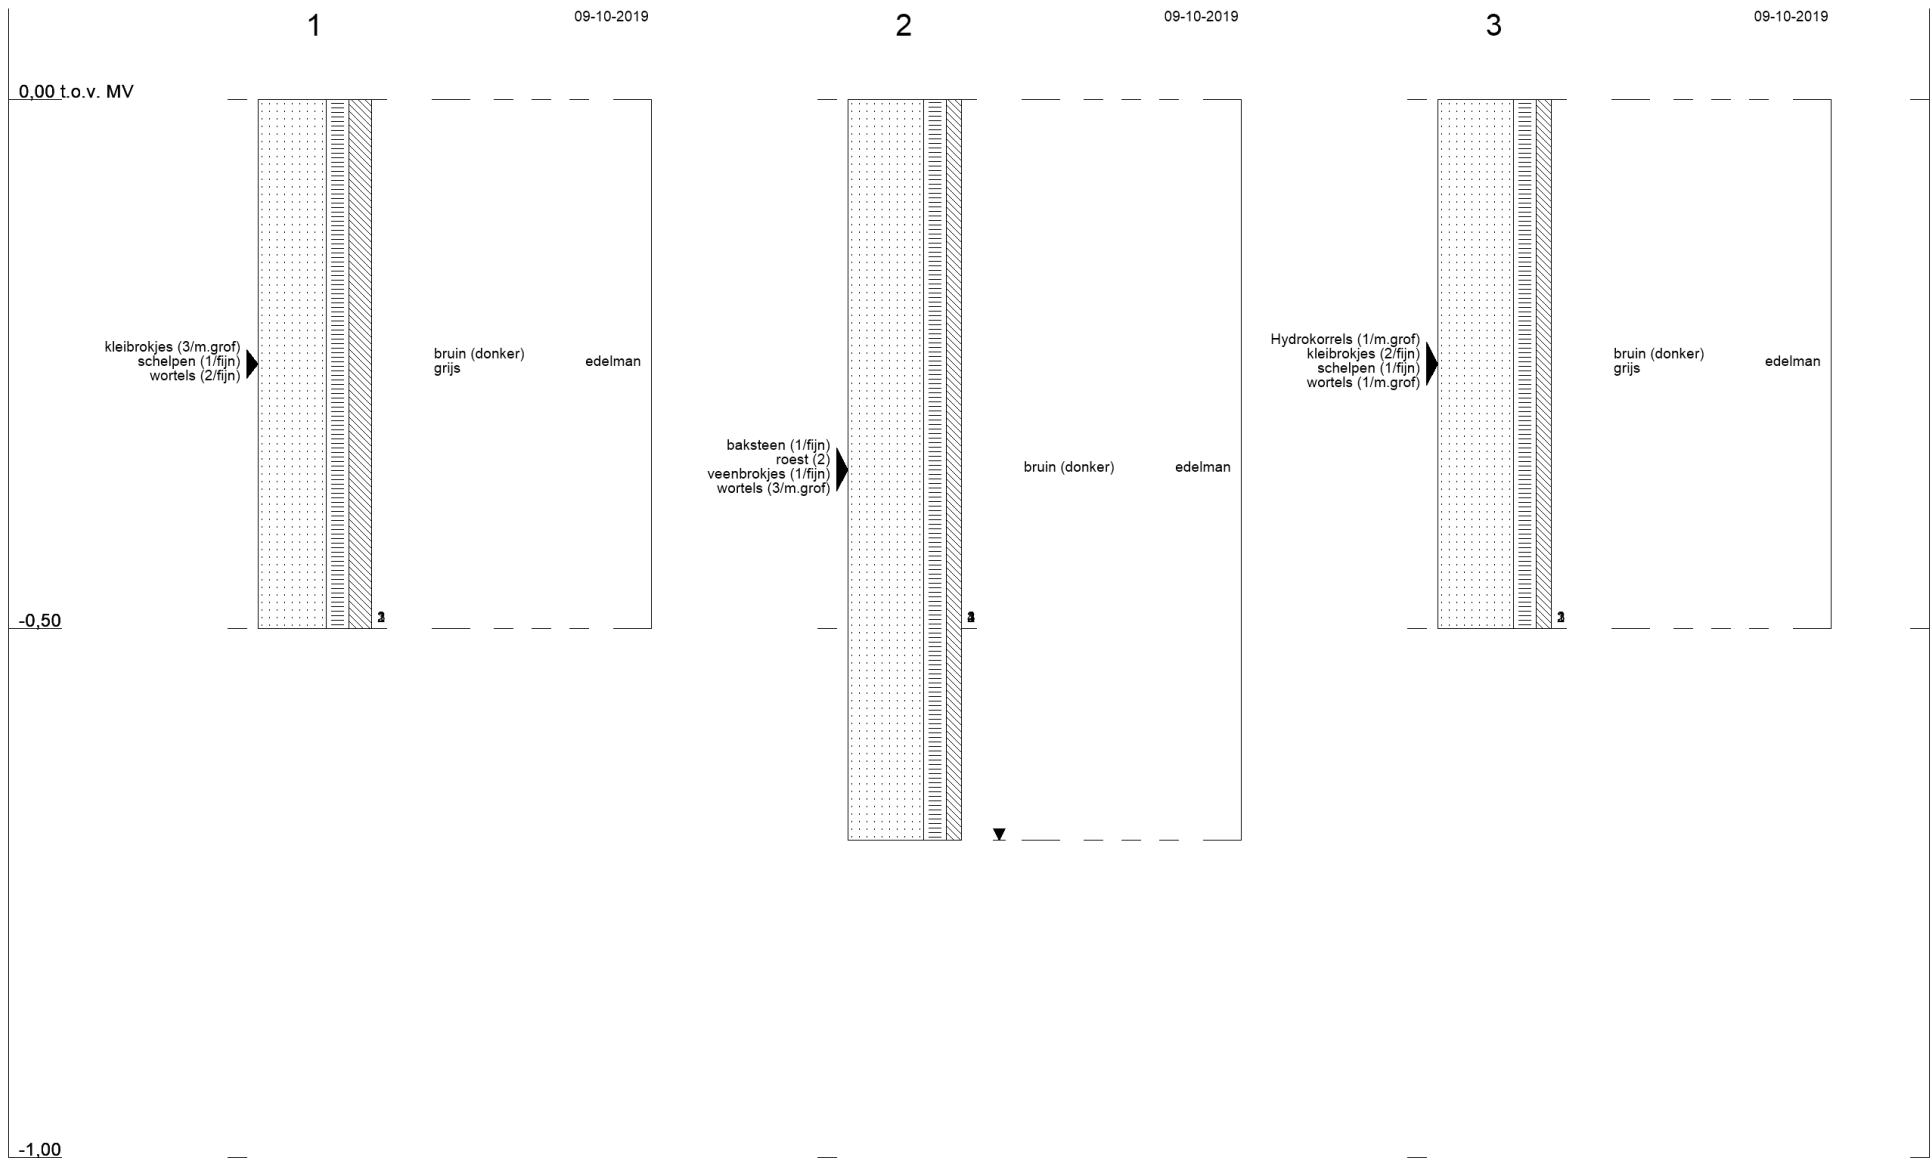 1
09-10-2019
2
09-10-2019
3
09-10-2019
0,00 t.o.v. MV
kleibrokjes (3/m.grof)
schelpen (1/fijn)
wortels (2/fijn)
bruin (donker)
grijs
edelman
baksteen (1/fijn)
roest (2)
veenbrokjes (1/fijn)
wortels (3/m.grof)
bruin (donker)
edelman
Hydrokorrels (1/m.grof)
kleibrokjes (2/fijn)
schelpen (1/fijn)
wortels (1/m.grof)
bruin (donker)
grijs
edelman
-0,50
-1,00